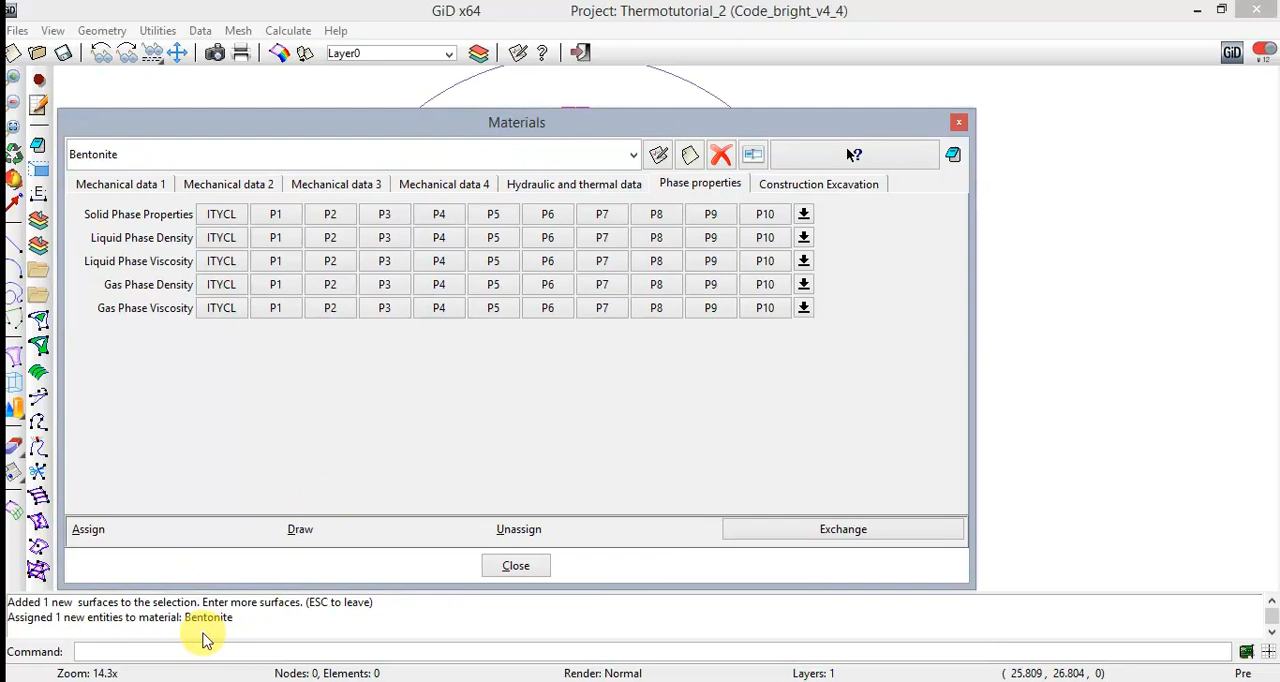 GiD
GiD x64 Project: Thermotutorial_2 (Code_bright_v4_4)
Files View Geometry Utilities Data Mesh Calculate Help
Layer0
GiD
v 12
Materials
x
Bentonite
Mechanical data 1 Mechanical data 2 Mechanical data 3 Mechanical data 4 Hydraulic and thermal data Phase properties Construction Excavation
Solid Phase Properties ITYCL P1 P2 P3 P4 P5 P6 P7 P8 P9 P10
Liquid Phase Density ITYCL P1 P2 P3 P4 P5 P6 P7 P8 P9 P10
Liquid Phase Viscosity ITYCL P1 P2 P3 P4 P5 P6 P7 P8 P9 P10
Gas Phase Density ITYCL P1 P2 P3 P4 P5 P6 P7 P8 P9 P10
Gas Phase Viscosity ITYCL P1 P2 P3 P4 P5 P6 P7 P8 P9 P10
Assign Draw Unassign Exchange
Close
Added 1 new surfaces to the selection. Enter more surfaces. (ESC to leave)
Assigned 1 new entities to material: Bentonite
Command:
Zoom: 14.3x Nodes: 0, Elements: 0 Render: Normal Layers: 1 ( 25.809 , 26.804 , 0) Pre